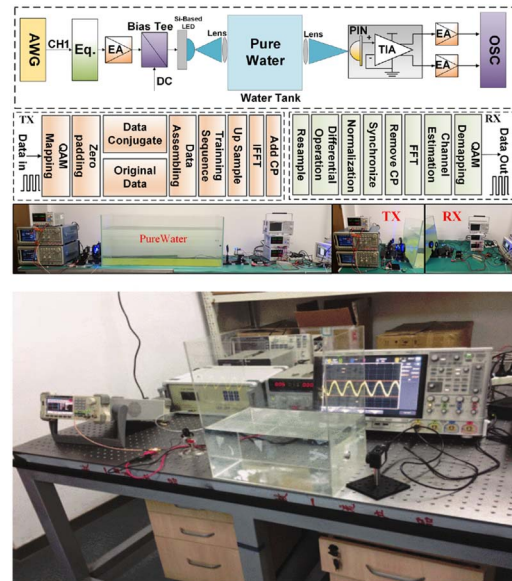 AWG
CH1
Eq.
EA
Bias Tee
DC
Si-Based
LED
Lens
Pure
Water
Water Tank
Lens
PIN
TIA
EA
EA
OSC
TX
Data in
QAM
Mapping
Zero
padding
Data
Conjugate
Original
Data
Data
Assembling
Trainning
Sequence
Up Sample
IFFT
Add CP
RX
Resample
Differential
Operation
Normalization
Synchronize
Remove CP
FFT
Channel
Estimation
QAM
Demapping
Data Out
PureWater
TX
RX